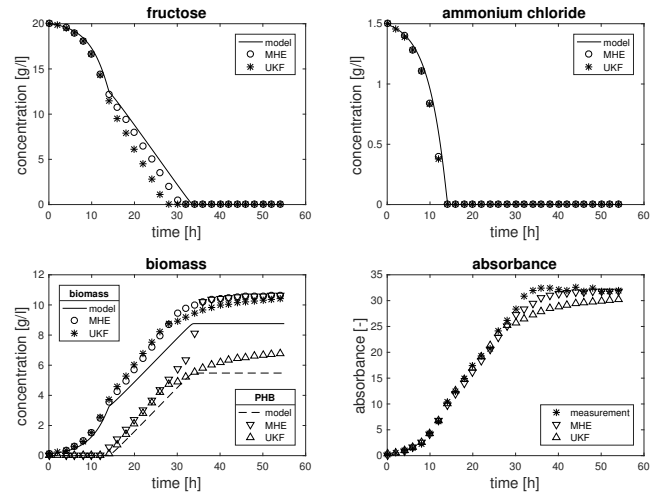 fructose
concentration [g/l]
20
15
10
5
0
model
MHE
UKF
0 10 20 30 40 50 60
time [h]
ammonium chloride
concentration [g/l]
1.5
1
0.5
0
model
MHE
UKF
0 10 20 30 40 50 60
time [h]
biomass
concentration [g/l]
12
10
8
6
4
2
0
biomass
MHE
model
UKF
PHB
model
MHE
UKF
0 10 20 30 40 50 60
time [h]
absorbance
absorbance [-]
35
30
25
20
15
10
5
0
measurement
MHE
UKF
0 10 20 30 40 50 60
time [h]